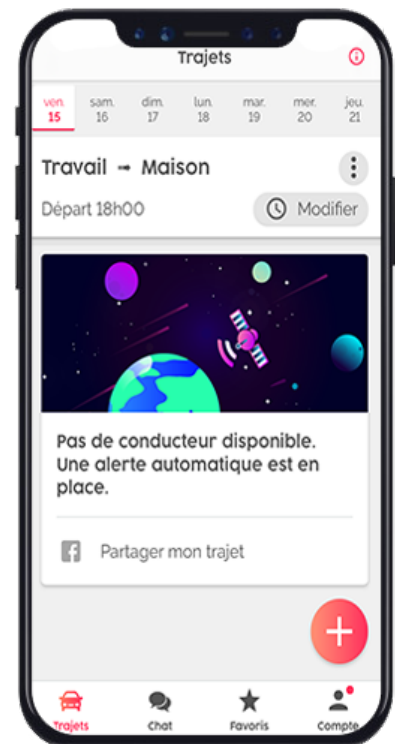 Trajets
ven. sam. dim. lun. mar. mer. jeu.
15 16 17 18 19 20 21
Travail → Maison
Départ 18h00 Modifier
Pas de conducteur disponible.
Une alerte automatique est en
place.
f Partager mon trajet
+
Trajets Chat Favoris Compte